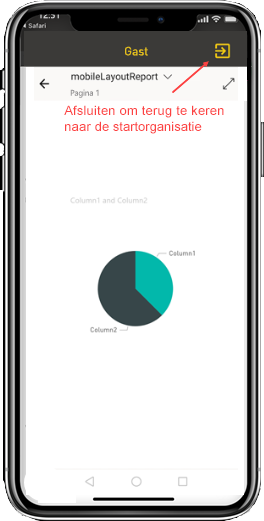 12:51
Safari
Gast
mobileLayoutReport
Pagina 1
Afsluiten om terug te keren
naar de startorganisatie
Column1 and Column2
Column1
Column2